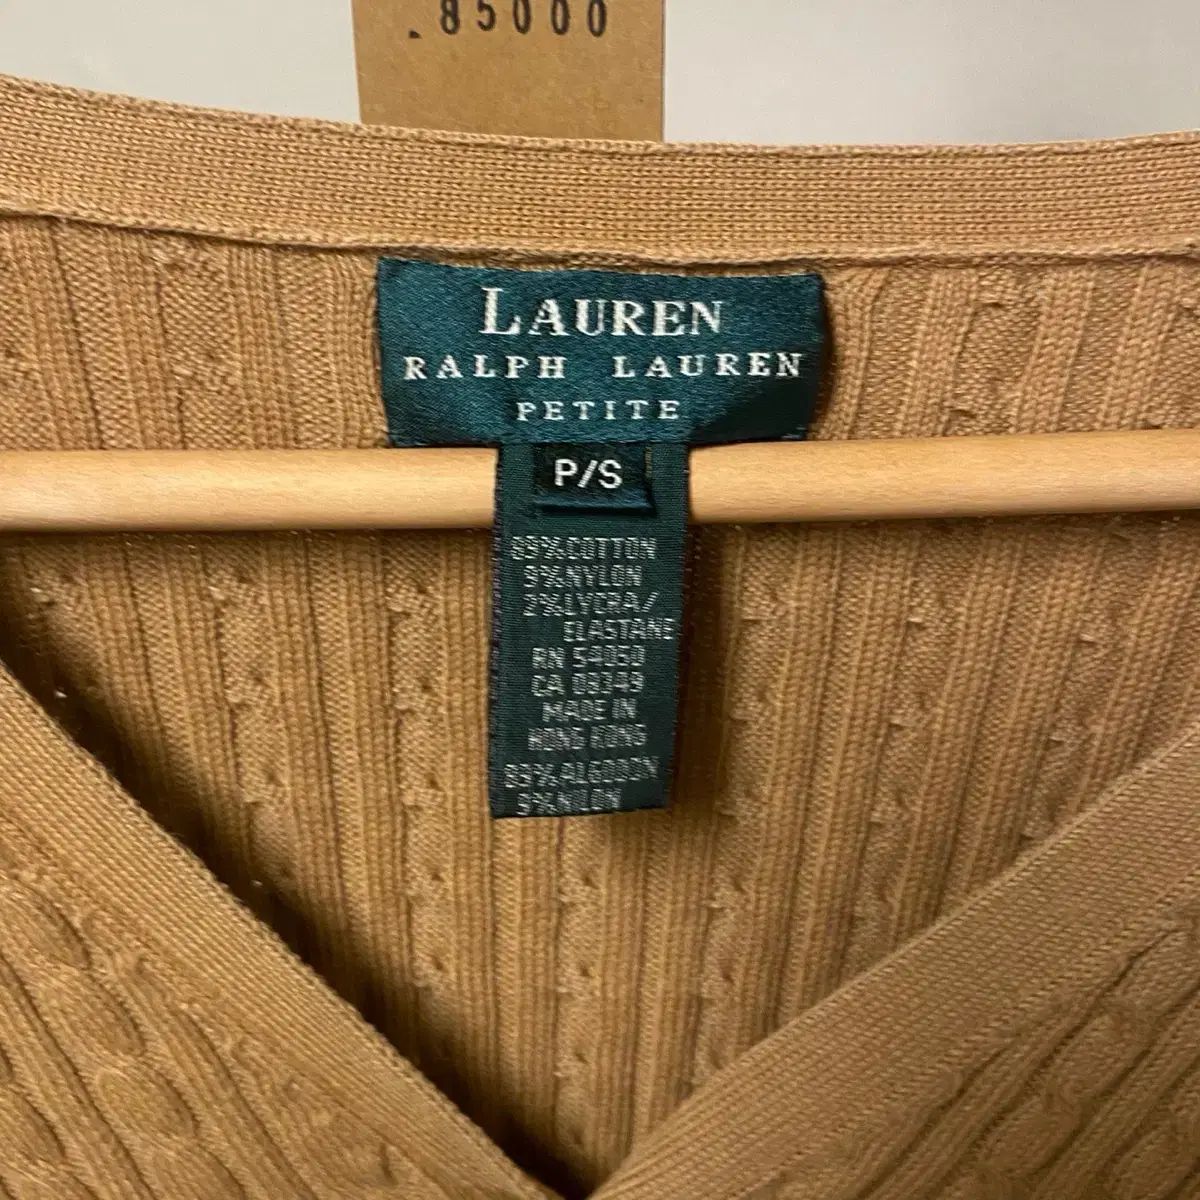 .85000
LAUREN
RALPH LAUREN
PETITE
P/S
89%COTTON
9%NYLON
2%LYCRA/
ELASTANE
RN 54050
CA 08349
MADE IN
HONG KONG
89%ALGODON
9%NILON